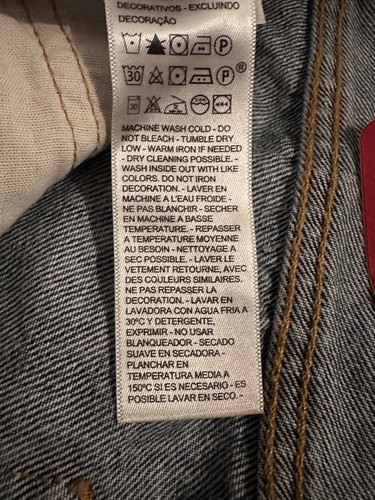 DECORATIVOS - EXCLUINDO
DECORAÇÃO
P
30 P ®
30
MACHINE WASH COLD - DO
NOT BLEACH - TUMBLE DRY
LOW - WARM IRON IF NEEDED
- DRY CLEANING POSSIBLE. -
WASH INSIDE OUT WITH LIKE
COLORS. DO NOT IRON
DECORATION. - LAVER EN
MACHINE A L'EAU FROIDE -
NE PAS BLANCHIR - SECHER
EN MACHINE A BASSE
TEMPERATURE. - REPASSER
A TEMPERATURE MOYENNE
AU BESOIN - NETTOYAGE A
SEC POSSIBLE. - LAVER LE
VETEMENT RETOURNE, AVEC
DES COULEURS SIMILAIRES.
NE PAS REPASSER LA
DECORATION. - LAVAR EN
LAVADORA CON AGUA FRIA A
30ºC Y DETERGENTE,
EXPRIMIR - NO USAR
BLANQUEADOR - SECADO
SUAVE EN SECADORA -
PLANCHAR EN
TEMPERATURA MEDIA A
150ºC SI ES NECESARIO - ES
POSIBLE LAVAR EN SECO. -